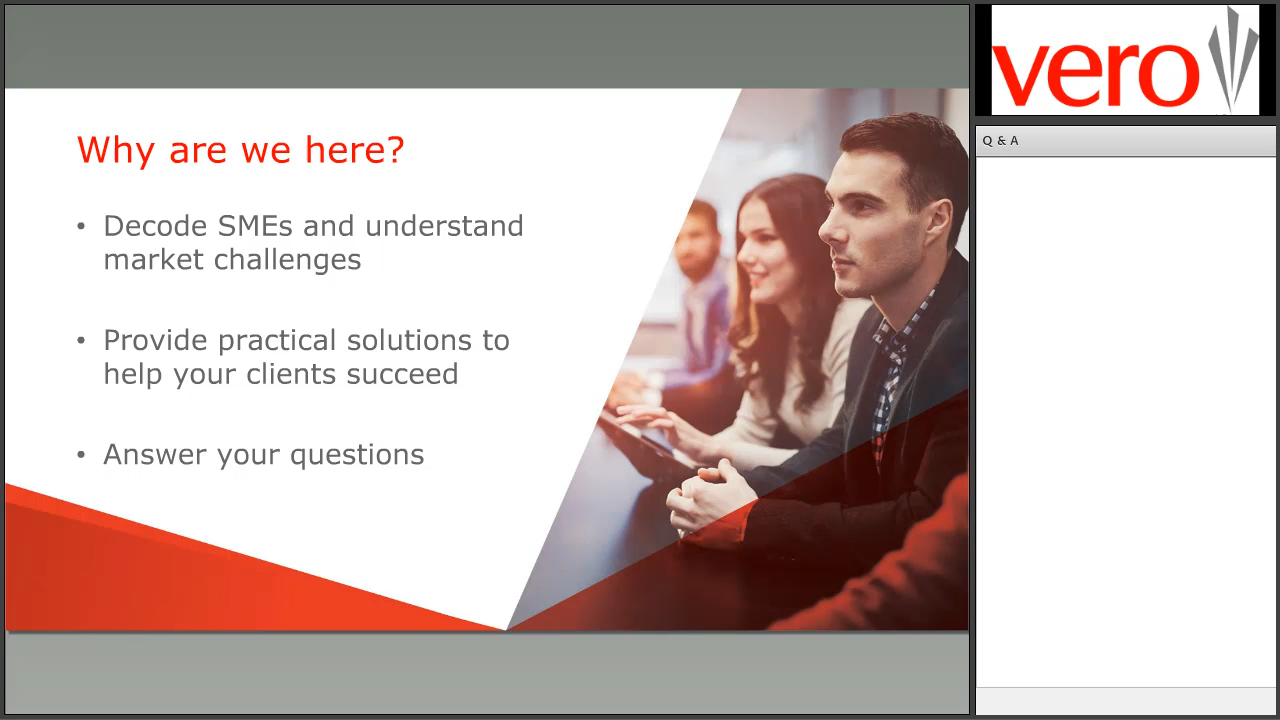 Why are we here?
• Decode SMEs and understand
market challenges
• Provide practical solutions to
help your clients succeed
• Answer your questions
vero
Q & A